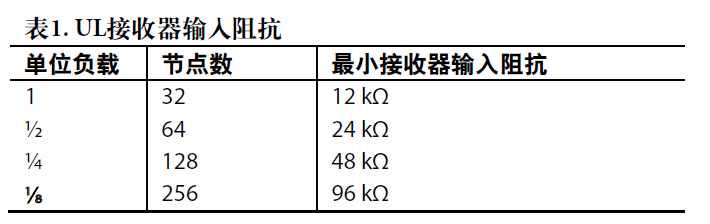 表1. UL接收器输入阻抗
单位负载 节点数 最小接收器输入阻抗
1 32 12 kΩ
½ 64 24 kΩ
¼ 128 48 kΩ
⅛ 256 96 kΩ